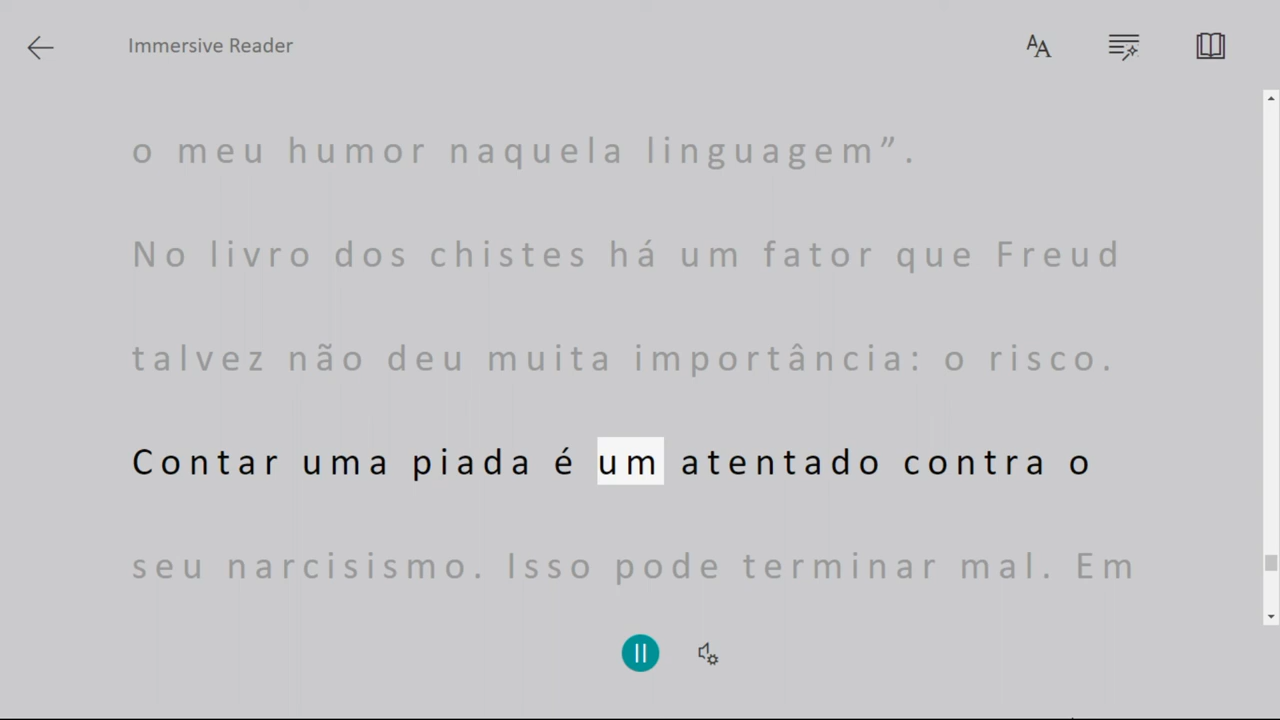 Immersive Reader
o meu humor naquela linguagem”.
No livro dos chistes há um fator que Freud
talvez não deu muita importância: o risco.
Contar uma piada é um atentado contra o
seu narcisismo. Isso pode terminar mal. Em